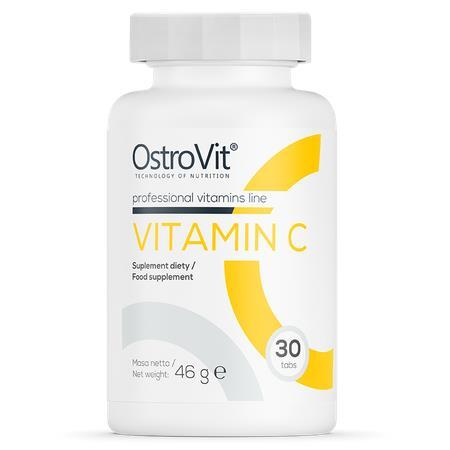 OstroVit®
TECHNOLOGY OF NUTRITION
professional vitamins line
VITAMIN C
Suplement diety /
Food supplement
30
tabs
Masa netto /
Net weight: 46 g ℮